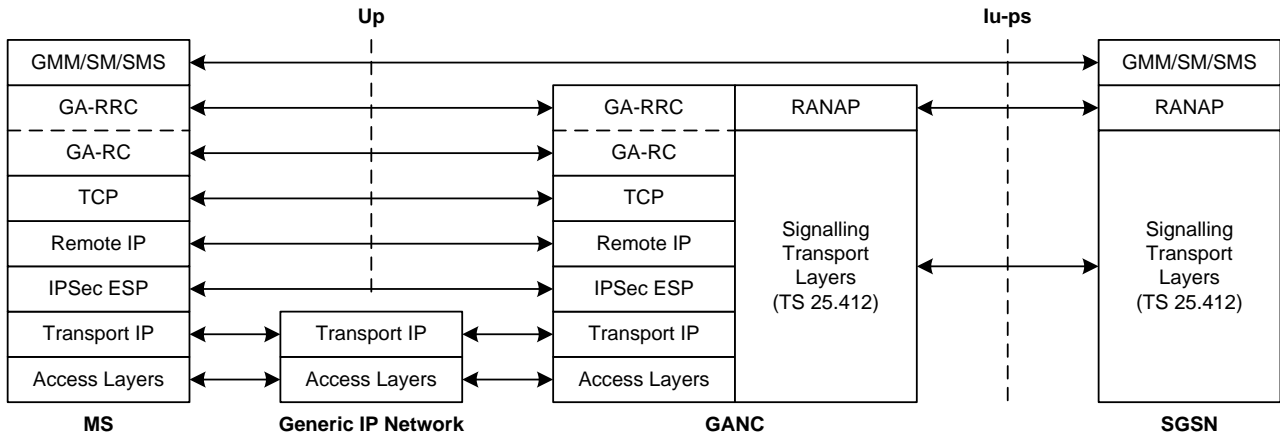 Up
Iu-ps
GMM/SM/SMS
GMM/SM/SMS
GA-RRC
GA-RRC
RANAP
RANAP
GA-RC
GA-RC
TCP
TCP
Remote IP
Remote IP
Signalling
Transport
Layers
(TS 25.412)
Signalling
Transport
Layers
(TS 25.412)
IPSec ESP
IPSec ESP
Transport IP
Transport IP
Transport IP
Access Layers
Access Layers
Access Layers
MS
Generic IP Network
GANC
SGSN